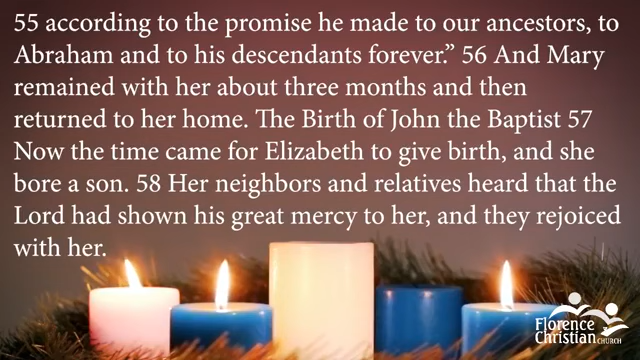 55 according to the promise he made to our ancestors, to
Abraham and to his descendants forever.” 56 And Mary
remained with her about three months and then
returned to her home. The Birth of John the Baptist 57
Now the time came for Elizabeth to give birth, and she
bore a son. 58 Her neighbors and relatives heard that the
Lord had shown his great mercy to her, and they rejoiced
with her.
Florence
Christian CHURCH